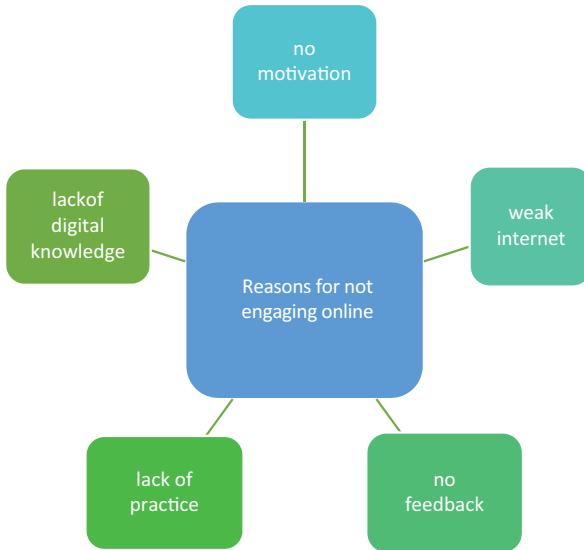 no
motivation
lackof
digital
knowledge
weak
internet
Reasons for not
engaging online
lack of
practice
no
feedback